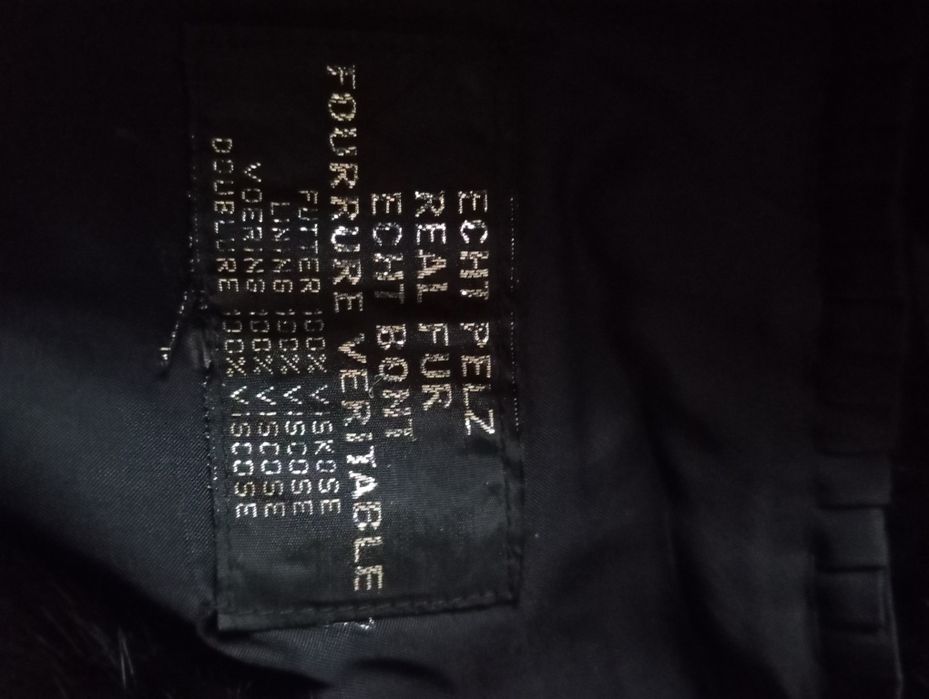 ECHT PELZ
REAL FUR
ECHT BONT
FOURRURE VERITABLE
FUTTER 100% VISKOSE
LINING 100% VISCOSE
VOERING 100% VISCOSE
DOUBLURE 100% VISCOSE